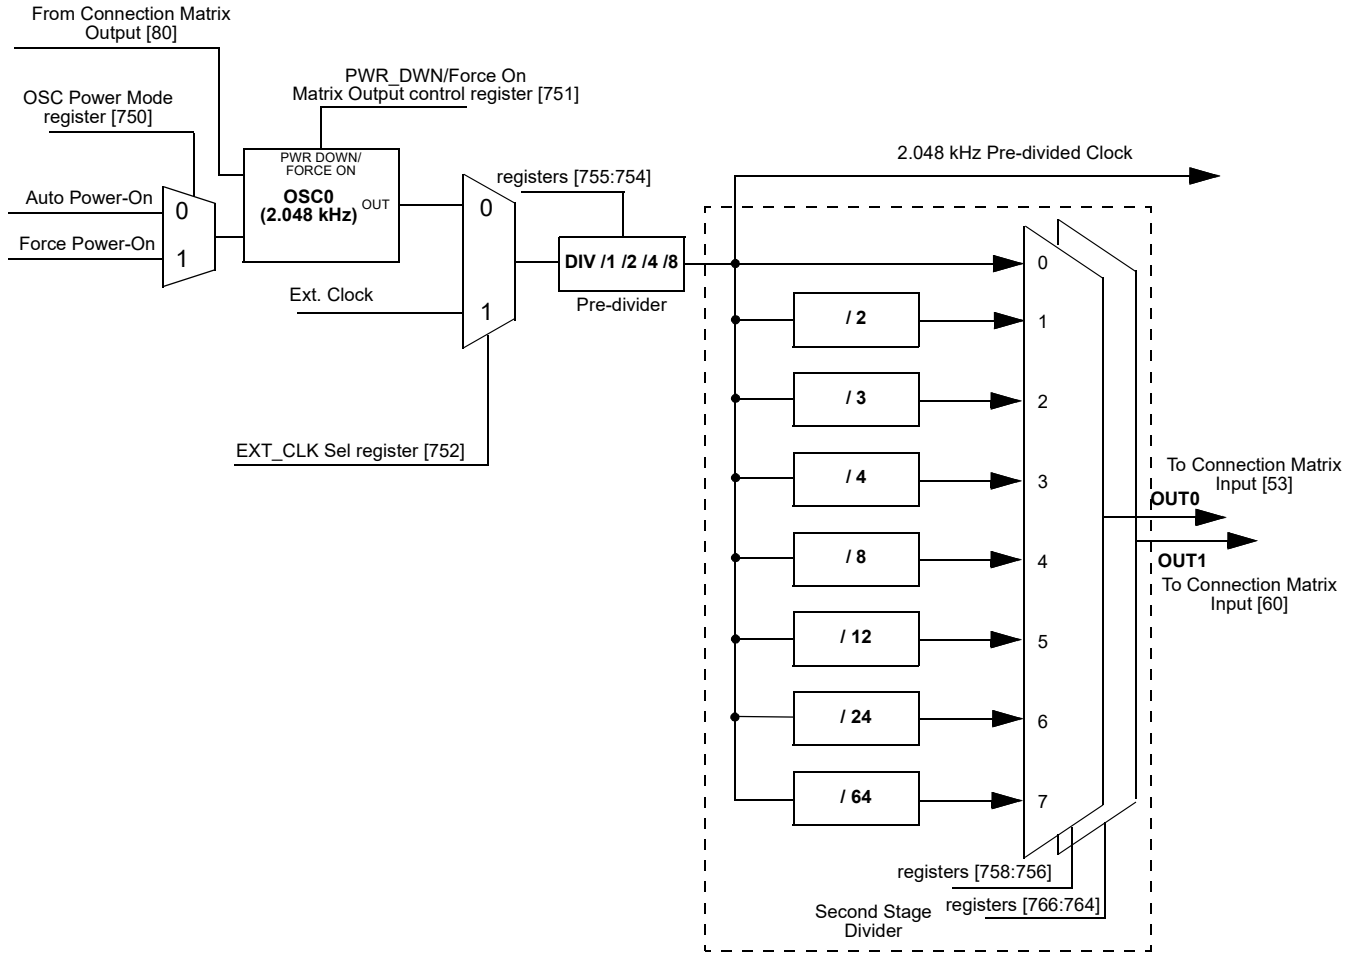 From Connection Matrix
Output [80]
PWR_DWN/Force On
Matrix Output control register [751]
OSC Power Mode
register [750]
PWR DOWN/
FORCE ON
OSC0
(2.048 kHz)
OUT
Auto Power-On
0
Force Power-On
1
0
Ext. Clock
1
EXT_CLK Sel register [752]
registers [755:754]
DIV /1 /2 /4 /8
Pre-divider
2.048 kHz Pre-divided Clock
0
/ 2
1
/ 3
2
/ 4
3
/ 8
4
/ 12
5
/ 24
6
/ 64
7
To Connection Matrix
Input [53]
OUT0
OUT1
To Connection Matrix
Input [60]
registers [758:756]
registers [766:764]
Second Stage
Divider